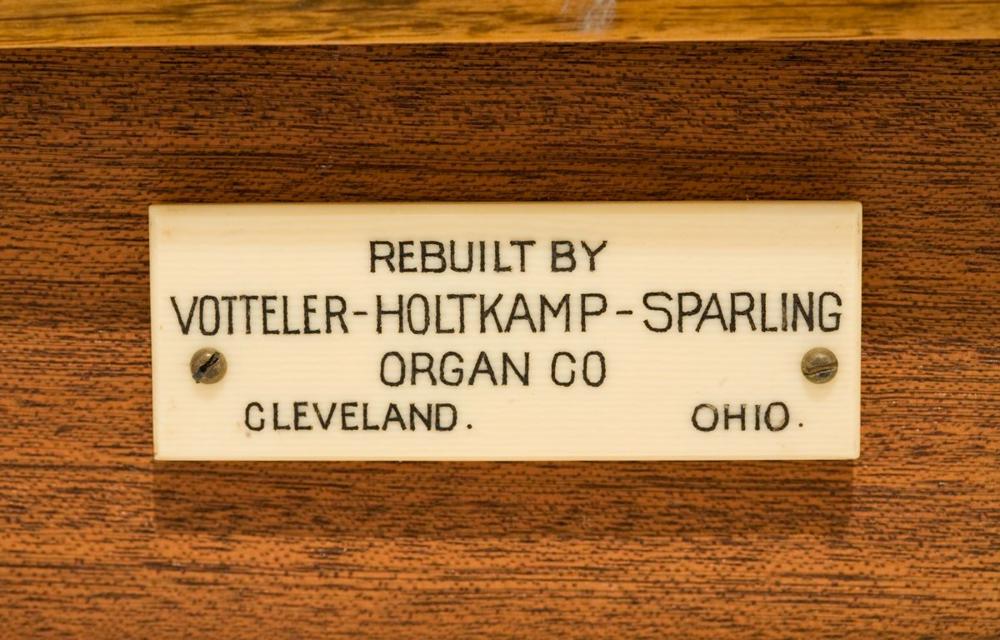 REBUILT BY
VOTTELER-HOLTKAMP-SPARLING
ORGAN CO
CLEVELAND. OHIO.